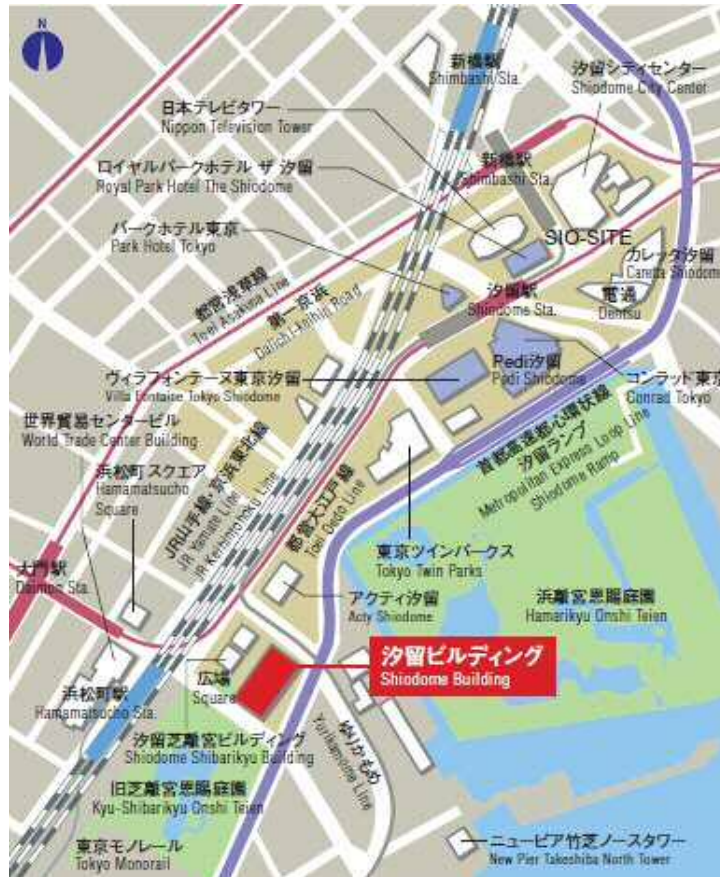 N
新橋駅
Shimbashi Sta.
汐留シティセンター
Shiodome City Center
日本テレビタワー
Nippon Television Tower
ロイヤルパークホテル ザ 汐留
Royal Park Hotel The Shiodome
新橋駅
Shimbashi Sta.
パークホテル東京
Park Hotel Tokyo
SIO-SITE
カレッタ汐留
Caretta Shiodome
電通
Dentsu
汐留駅
Shiodome Sta.
都営浅草線
Toei Asakusa Line
第一京浜
Daiichi Keihin Road
Pedi汐留
Pedi Shiodome
コンラッド東京
Conrad Tokyo
ヴィラフォンテーヌ東京汐留
Villa Fontaine Tokyo Shiodome
世界貿易センタービル
World Trade Center Building
浜松町スクエア
Hamamatsucho
Square
JR山手線・京浜東北線
JR Yamate Line
JR Keihintohoku Line
都営大江戸線
Toei Oedo Line
首都高速都心環状線
汐留ランプ
Metropolitan Express Loop Line
Shiodome Ramp
東京ツインパークス
Tokyo Twin Parks
大門駅
Daimon Sta.
アクティ汐留
Acty Shiodome
浜離宮恩賜庭園
Hamarikyu Onshi Teien
汐留ビルディング
Shiodome Building
広場
Square
浜松町駅
Hamamatsucho Sta.
汐留芝離宮ビルディング
Shiodome Shibarikyu Building
ゆりかもめ
Yurikamome Line
旧芝離宮恩賜庭園
Kyu-Shibarikyu Onshi Teien
東京モノレール
Tokyo Monorail
ニューピア竹芝ノースタワー
New Pier Takeshiba North Tower